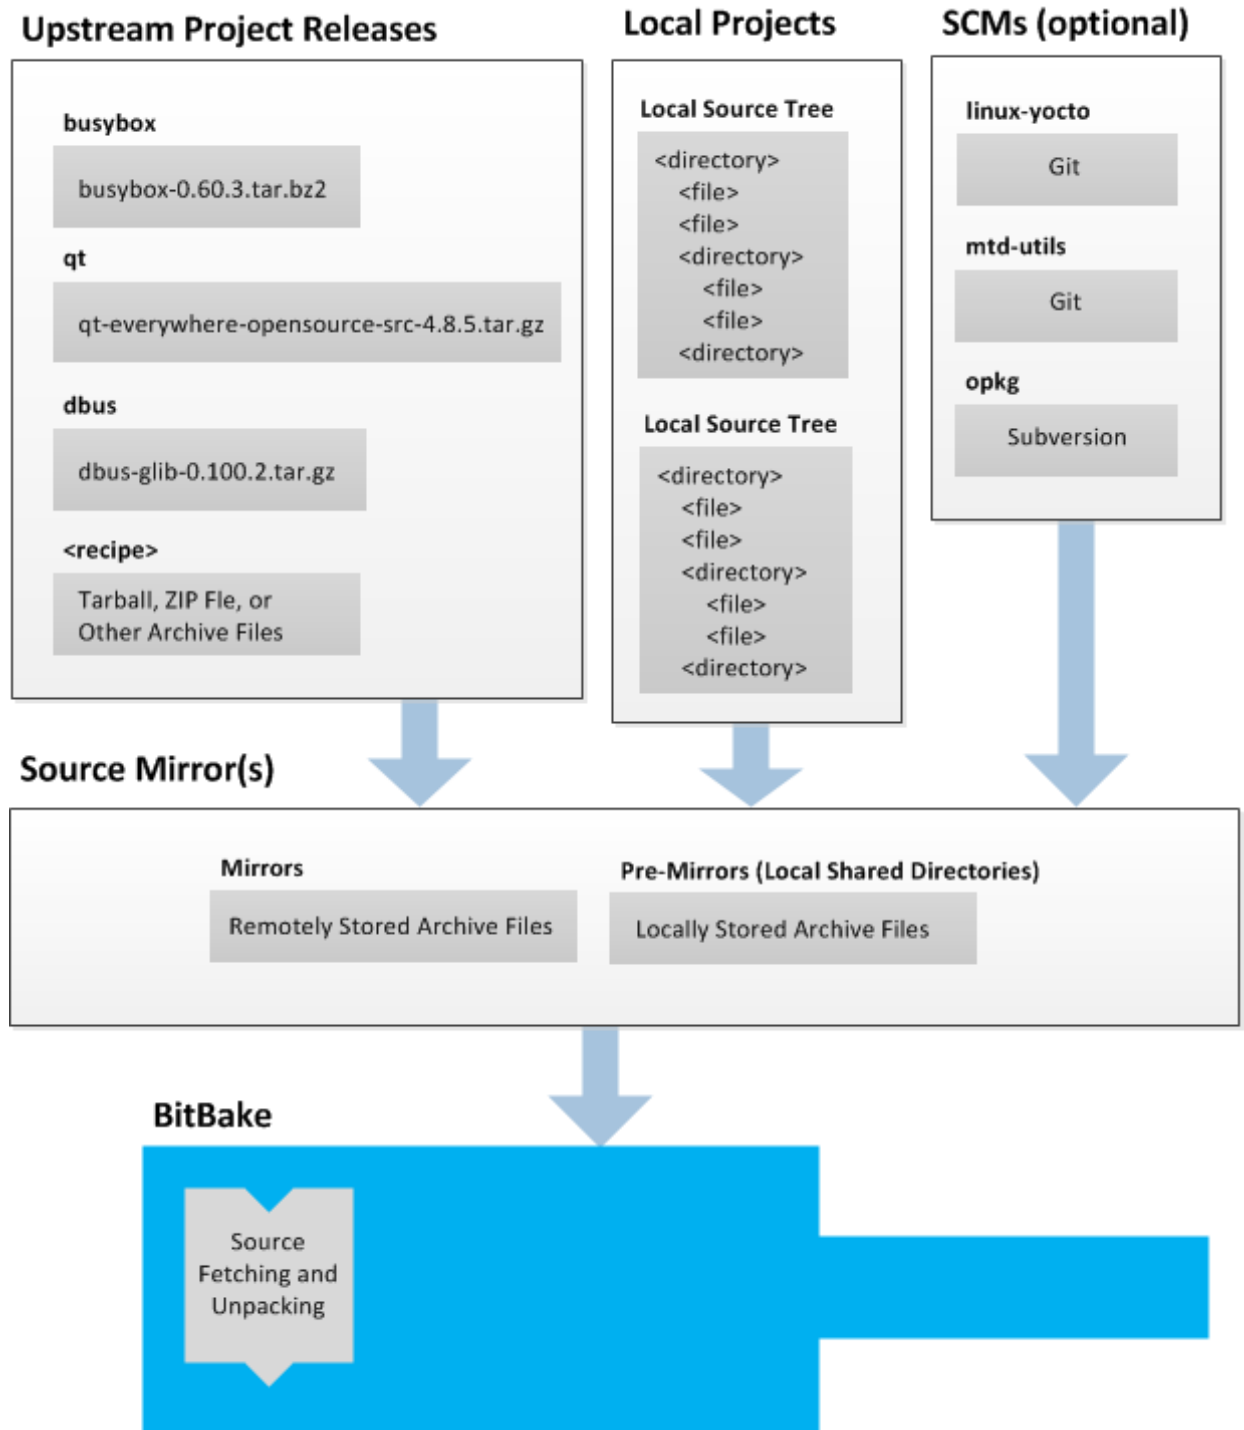 Upstream Project Releases
busybox
busybox-0.60.3.tar.bz2
qt
qt-everywhere-opensource-src-4.8.5.tar.gz
dbus
dbus-glib-0.100.2.tar.gz
<recipe>
Tarball, ZIP Fle, or
Other Archive Files
Local Projects
Local Source Tree
<directory>
<file>
<file>
<directory>
<file>
<file>
<directory>
Local Source Tree
<directory>
<file>
<file>
<directory>
<file>
<file>
<directory>
SCMs (optional)
linux-yocto
Git
mtd-utils
Git
opkg
Subversion
Source Mirror(s)
Mirrors
Remotely Stored Archive Files
Pre-Mirrors (Local Shared Directories)
Locally Stored Archive Files
BitBake
Source
Fetching and
Unpacking